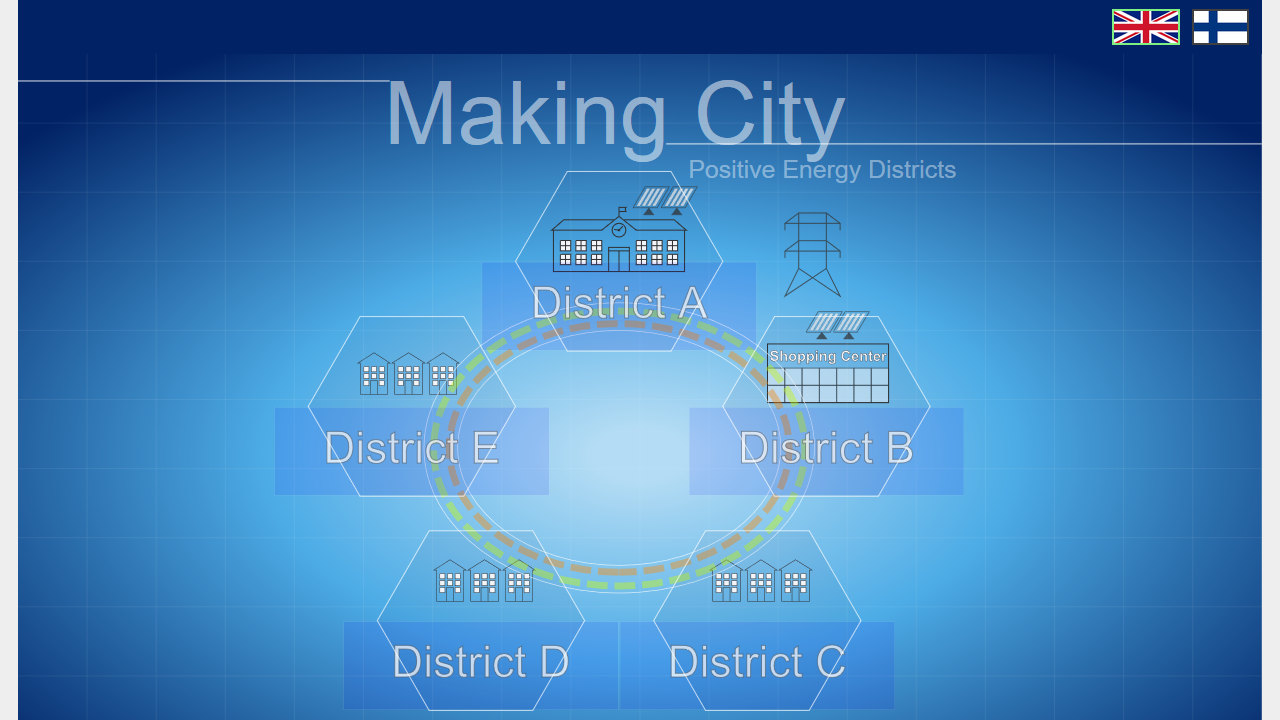 Making City
Positive Energy Districts
District A
Shopping Center
District E
District B
District D
District C